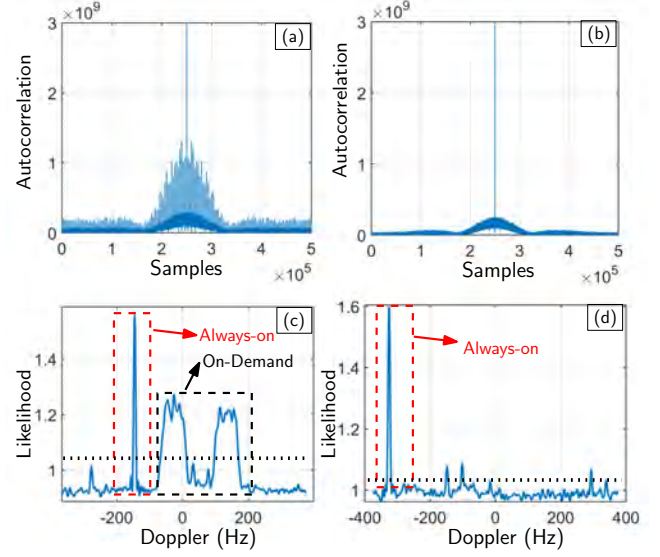 × 10⁹
3
2
1
0
Autocorrelation
(a)
0 1 2 3 4 5
Samples
× 10⁵
3 × 10⁹
2
1
0
Autocorrelation
(b)
0 1 2 3 4 5
Samples
× 10⁵
1.4
1.2
1
Likelihood
(c)
Always-on
On-Demand
-200 0 200
Doppler (Hz)
1.6
1.4
1.2
1
Likelihood
(d)
Always-on
-400 -200 0 200 400
Doppler (Hz)